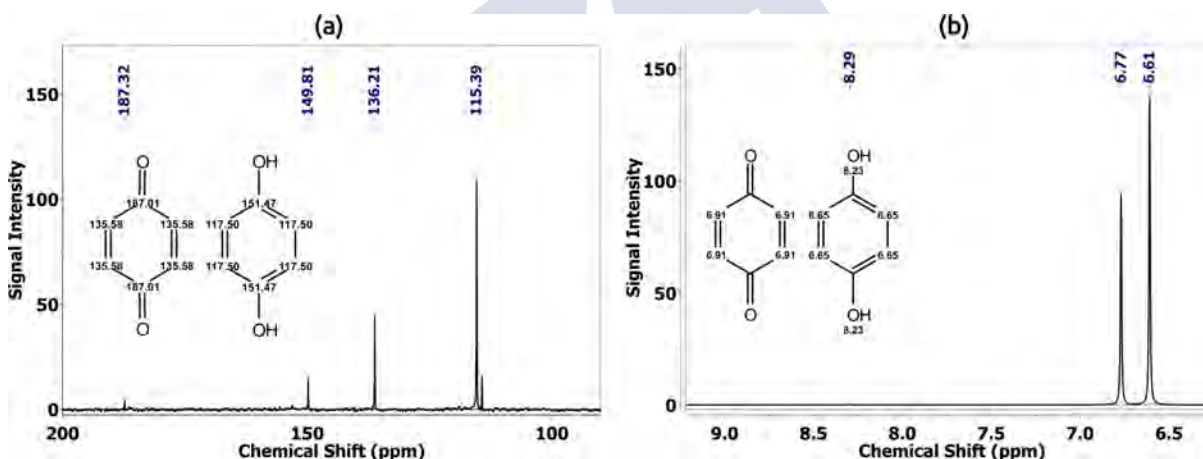 (a)
187.32
149.81
136.21
115.39
150
100
50
0
Signal Intensity
O
187.01
135.58 135.58
135.58 135.58
187.01
O
OH
151.47
117.50 117.50
117.50 117.50
151.47
OH
200 150 100
Chemical Shift (ppm)
(b)
8.29
6.77
6.61
150
100
50
0
Signal Intensity
O
6.91 6.91
6.91 6.91
O
OH
8.23
6.65 6.65
6.65 6.65
OH
8.23
9.0 8.5 8.0 7.5 7.0 6.5
Chemical Shift (ppm)